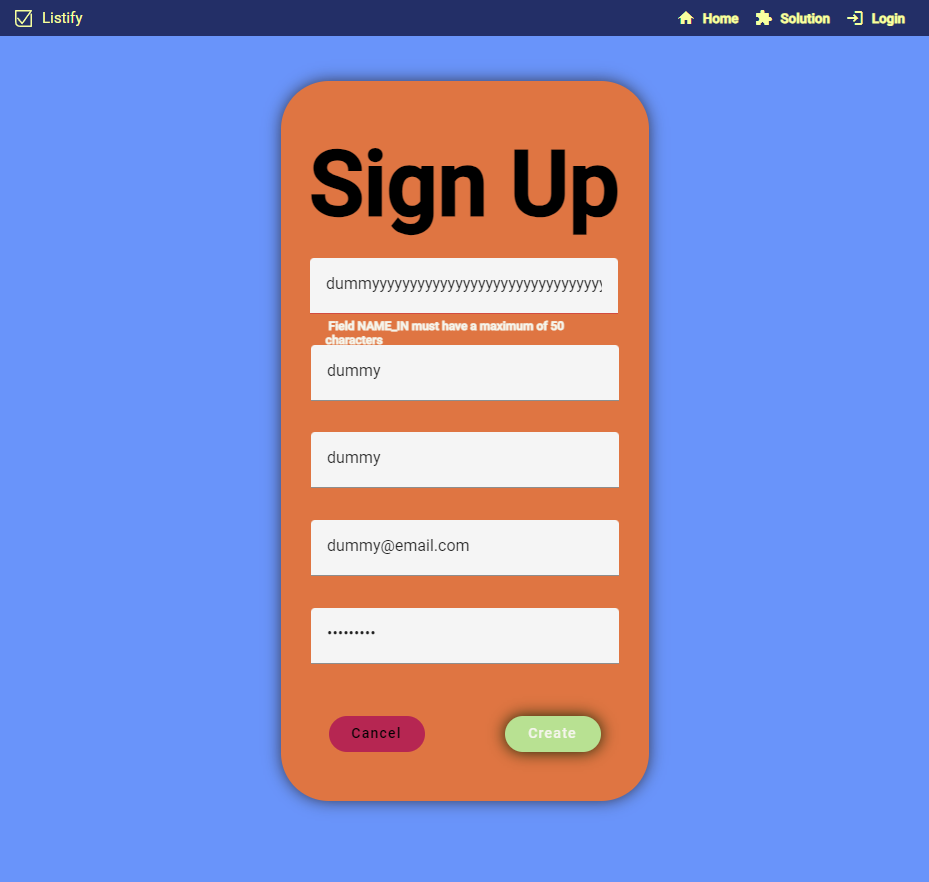 Listify
Home Solution Login
Sign Up
dummyyyyyyyyyyyyyyyyyyyyyyyyyyyyyyy
Field NAME_IN must have a maximum of 50
characters
dummy
dummy
dummy@email.com
•••••••••
Cancel Create